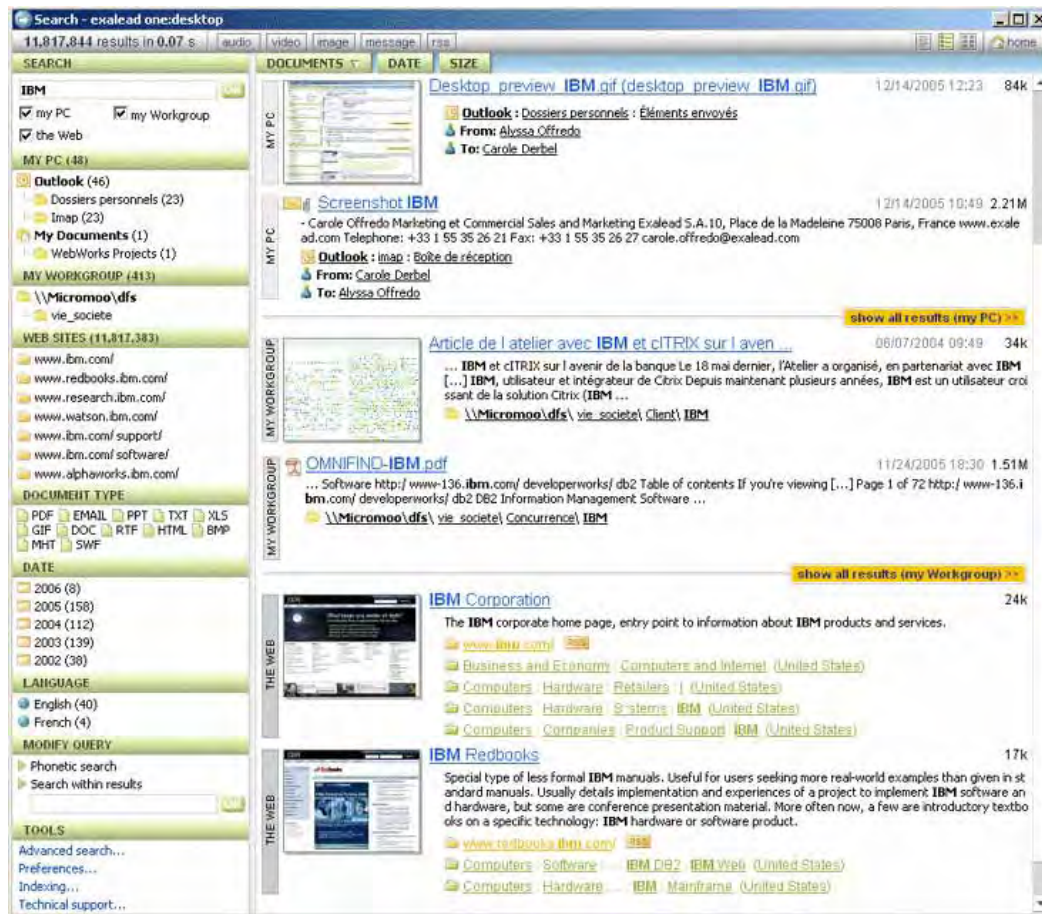 Search - exalead one:desktop
11,817,844 results in 0.07 s audio video image message rss home
SEARCH
IBM
my PC my Workgroup
the Web
MY PC (48)
Outlook (46)
Dossiers personnels (23)
Imap (23)
My Documents (1)
WebWorks Projects (1)
MY WORKGROUP (413)
\\Micromoo\dfs
vie_societe
WEB SITES (11,817,383)
www.ibm.com/
www.redbooks.ibm.com/
www.research.ibm.com/
www.watson.ibm.com/
www.ibm.com/ support/
www.ibm.com/ software/
www.alphaworks.ibm.com/
DOCUMENT TYPE
PDF EMAIL PPT TXT XLS
GIF DOC RTF HTML BMP
MHT SWF
DATE
2006 (8)
2005 (158)
2004 (112)
2003 (139)
2002 (38)
LANGUAGE
English (40)
French (4)
MODIFY QUERY
Phonetic search
Search within results
TOOLS
Advanced search...
Preferences...
Indexing...
Technical support...
DOCUMENTS DATE SIZE
MY PC
Desktop preview IBM.gif (desktop preview IBM.gif) 12/14/2005 12:23 84k
Outlook : Dossiers personnels : Éléments envoyés
From: Alyssa Offredo
To: Carole Derbel
MY PC
Screenshot IBM 12/14/2005 10:49 2.21M
- Carole Offredo Marketing et Commercial Sales and Marketing Exalead S.A.10, Place de la Madeleine 75008 Paris, France www.exale
ad.com Telephone: +33 1 55 35 26 21 Fax: +33 1 55 35 26 27 carole.offredo@exalead.com
Outlook : imap : Boîte de réception
From: Carole Derbel
To: Alyssa Offredo
show all results (my PC) >>
MY WORKGROUP
Article de l atelier avec IBM et cITRIX sur l aven ... 06/07/2004 09:49 34k
... IBM et cITRIX sur l avenir de la banque Le 18 mai dernier, l'Atelier a organisé, en partenariat avec IBM
[...] IBM, utilisateur et intégrateur de Citrix Depuis maintenant plusieurs années, IBM est un utilisateur croi
ssant de la solution Citrix (IBM ...
\\Micromoo\dfs\ vie_societe\ Client\ IBM
MY WORKGROUP
OMNIFIND-IBM.pdf 11/24/2005 18:30 1.51M
... Software http:/ www-136.ibm.com/ developerworks/ db2 Table of contents If you're viewing [...] Page 1 of 72 http:/ www-136.i
bm.com/ developerworks/ db2 DB2 Information Management Software ...
\\Micromoo\dfs\ vie_societe\ Concurrence\ IBM
show all results (my Workgroup) >>
THE WEB
IBM Corporation 24k
The IBM corporate home page, entry point to information about IBM products and services.
www.ibm.com/
Business and Economy : Computers and Internet (United States)
Computers : Hardware : Retailers : I (United States)
Computers : Hardware : Systems : IBM (United States)
Computers : Companies : Product Support : IBM (United States)
THE WEB
IBM Redbooks 17k
Special type of less formal IBM manuals. Useful for users seeking more real-world examples than given in st
andard manuals. Usually details implementation and experiences of a project to implement IBM software an
d hardware, but some are conference presentation material. More often now, a few are introductory textbo
oks on a specific technology: IBM hardware or software product.
www.redbooks.ibm.com/
Computers : Software : ... : IBM DB2 : IBM Web (United States)
Computers : Hardware : ... : IBM : Mainframe (United States)